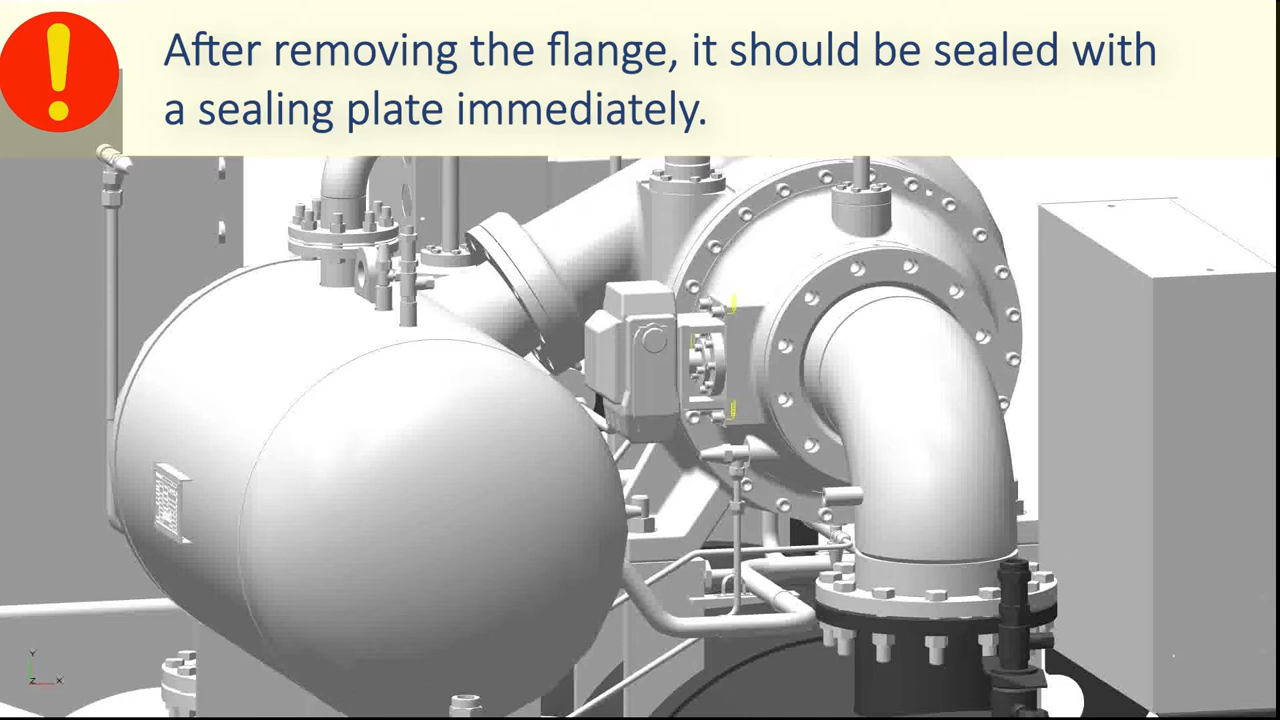 After removing the flange, it should be sealed with
a sealing plate immediately.
Y
Z X